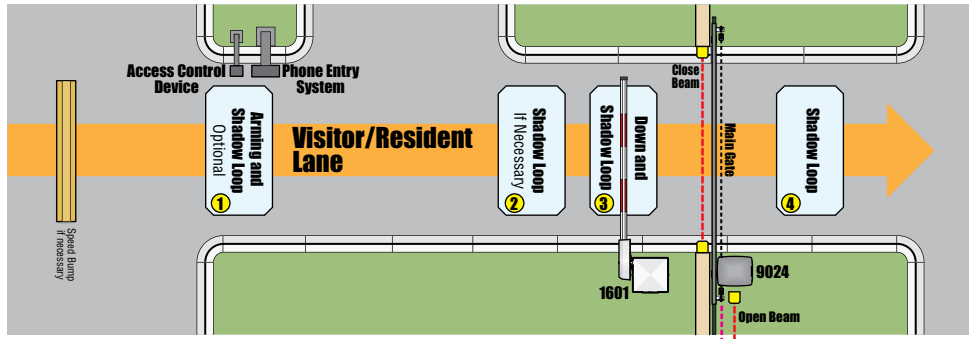 Access Control
Device
Phone Entry
System
Close
Beam
Arming and
Shadow Loop
Optional
1
Visitor/Resident
Lane
Shadow Loop
If Necessary
2
Down and
Shadow Loop
3
Main Gate
Shadow Loop
4
Speed Bump
if necessary
1601
9024
Open Beam